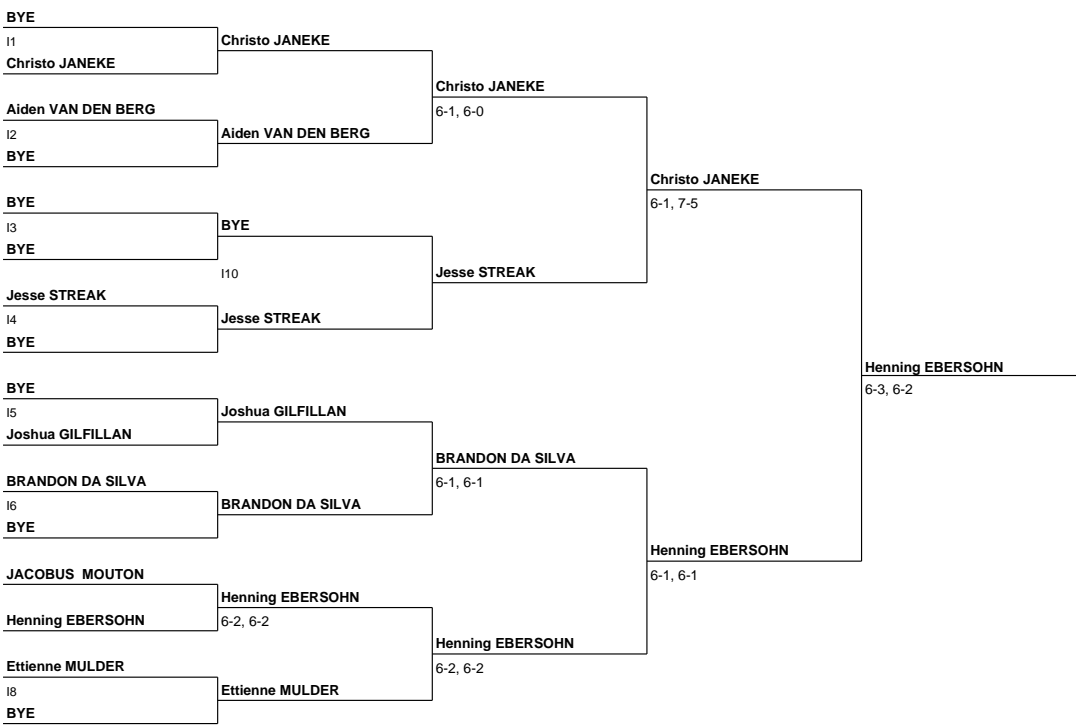 BYE
I1
Christo JANEKE
Aiden VAN DEN BERG
I2
BYE
BYE
I3
BYE
Jesse STREAK
I4
BYE
BYE
I5
Joshua GILFILLAN
BRANDON DA SILVA
I6
BYE
JACOBUS  MOUTON
Henning EBERSOHN
Ettienne MULDER
I8
BYE
Christo JANEKE
Aiden VAN DEN BERG
BYE
I10
Jesse STREAK
Joshua GILFILLAN
BRANDON DA SILVA
Henning EBERSOHN
6-2, 6-2
Ettienne MULDER
Christo JANEKE
6-1, 6-0
Jesse STREAK
BRANDON DA SILVA
6-1, 6-1
Henning EBERSOHN
6-2, 6-2
Christo JANEKE
6-1, 7-5
Henning EBERSOHN
6-1, 6-1
Henning EBERSOHN
6-3, 6-2